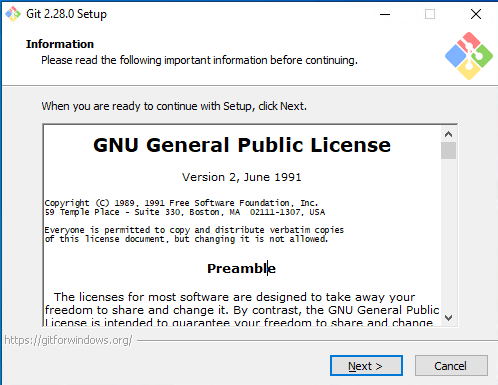 Git 2.28.0 Setup
Information
Please read the following important information before continuing.
When you are ready to continue with Setup, click Next.
GNU General Public License
Version 2, June 1991
Copyright (C) 1989, 1991 Free Software Foundation, Inc.
59 Temple Place - Suite 330, Boston, MA  02111-1307, USA
Everyone is permitted to copy and distribute verbatim copies
of this license document, but changing it is not allowed.
Preamble
The licenses for most software are designed to take away your
freedom to share and change it. By contrast, the GNU General Public
License is intended to guarantee your freedom to share and change
https://gitforwindows.org/
Next >
Cancel